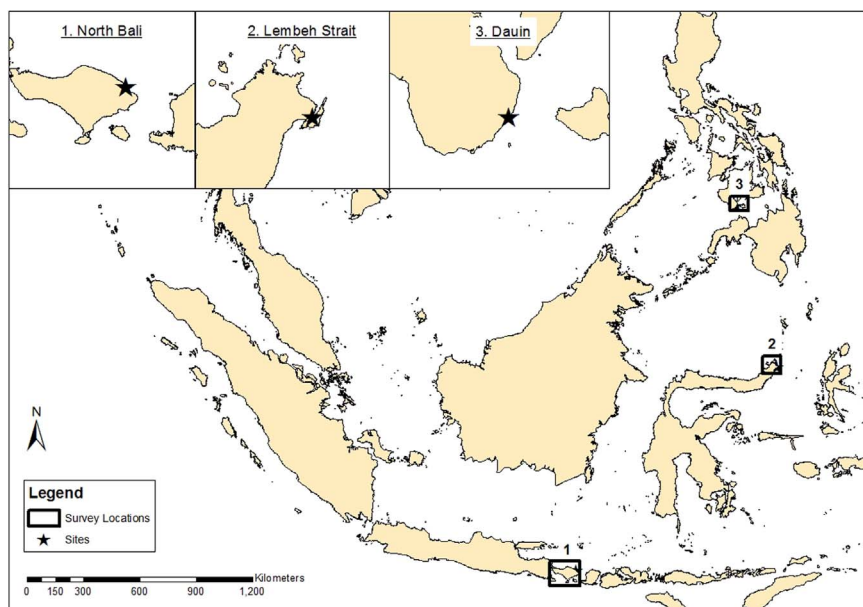 1. North Bali
2. Lembeh Strait
3. Dauin
3
2
N
Legend
Survey Locations
Sites
1
Kilometers
0 150 300 600 900 1,200